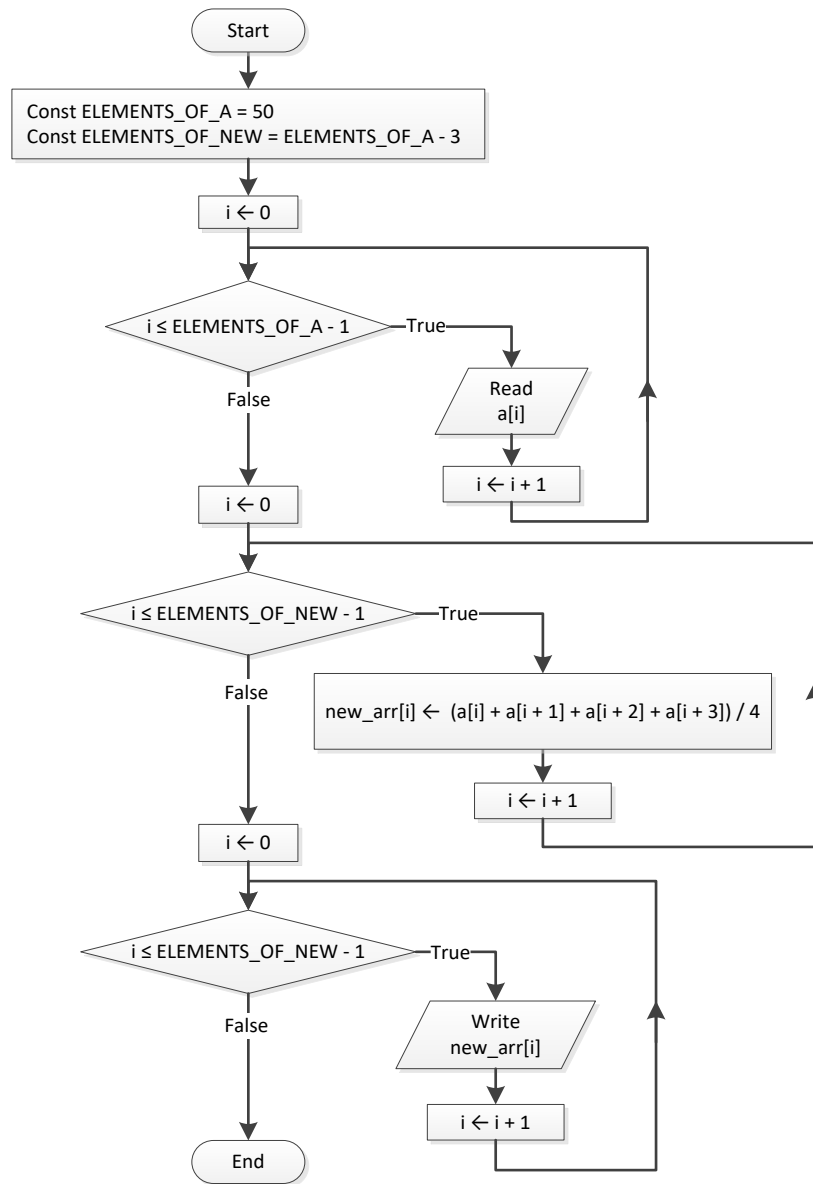 Start
Const ELEMENTS_OF_A = 50
Const ELEMENTS_OF_NEW = ELEMENTS_OF_A - 3
i ← 0
i ≤ ELEMENTS_OF_A - 1
True
Read
a[i]
i ← i + 1
False
i ← 0
i ≤ ELEMENTS_OF_NEW - 1
True
new_arr[i] ← (a[i] + a[i + 1] + a[i + 2] + a[i + 3]) / 4
i ← i + 1
False
i ← 0
i ≤ ELEMENTS_OF_NEW - 1
True
Write
new_arr[i]
i ← i + 1
False
End